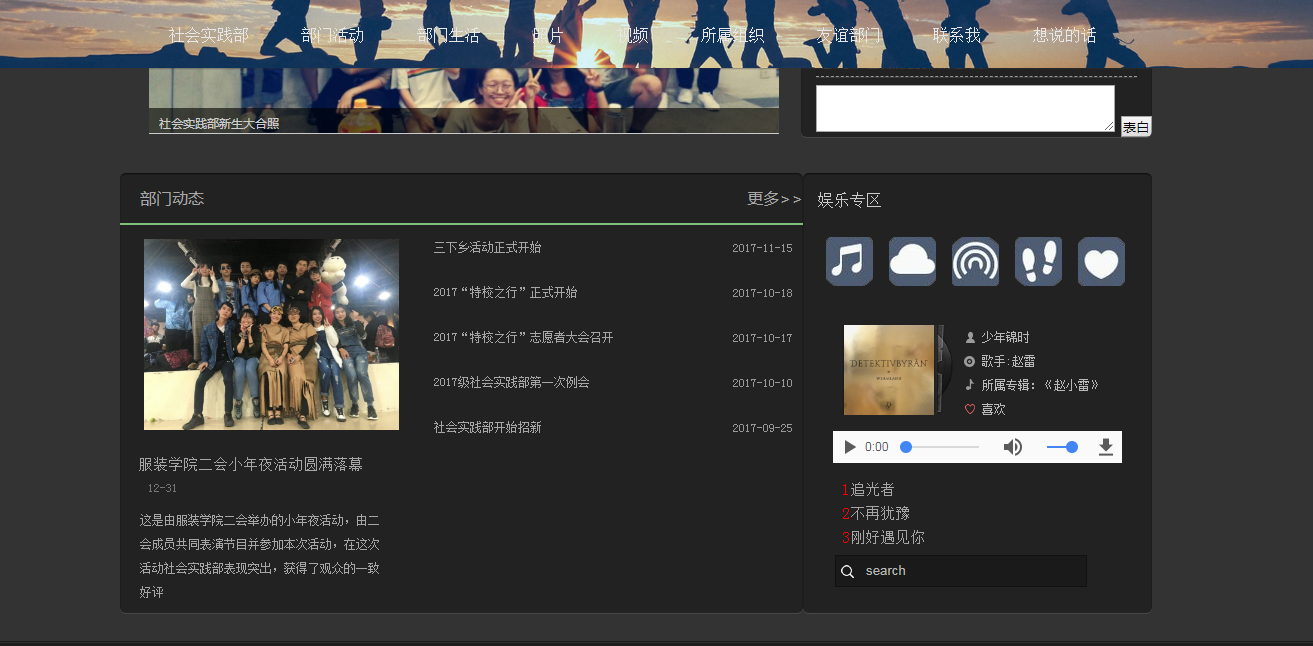 社会实践部 部门活动 部门生活 照片 视频 所属组织 友谊部门 联系我 想说的话
社会实践部新生大合照
表白
部门动态 更多>>
娱乐专区
三下乡活动正式开始 2017-11-15
2017“特校之行”正式开始 2017-10-18
2017“特校之行”志愿者大会召开 2017-10-17
2017级社会实践部第一次例会 2017-10-10
社会实践部开始招新 2017-09-25
服装学院二会小年夜活动圆满落幕
12-31
这是由服装学院二会举办的小年夜活动，由二
会成员共同表演节目并参加本次活动，在这次
活动社会实践部表现突出，获得了观众的一致
好评
DETEKTIVBYRÅN
少年锦时
歌手:赵雷
所属专辑：《赵小雷》
喜欢
0:00
1追光者
2不再犹豫
3刚好遇见你
search